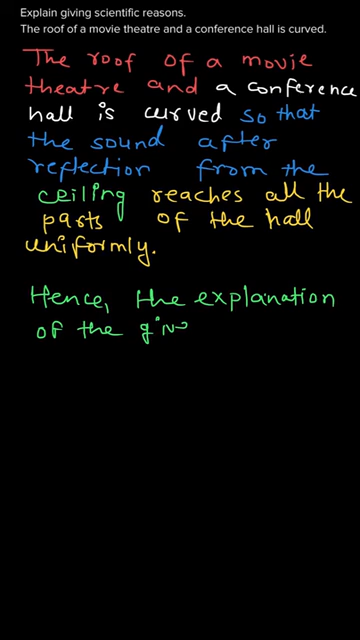 Explain giving scientific reasons.
The roof of a movie theatre and a conference hall is curved.
The roof of a movie
theatre and a conference
hall is curved so that
the sound after
reflection from the
ceiling reaches all the
parts of the hall
uniformly.
Hence, the explanation
of the giv